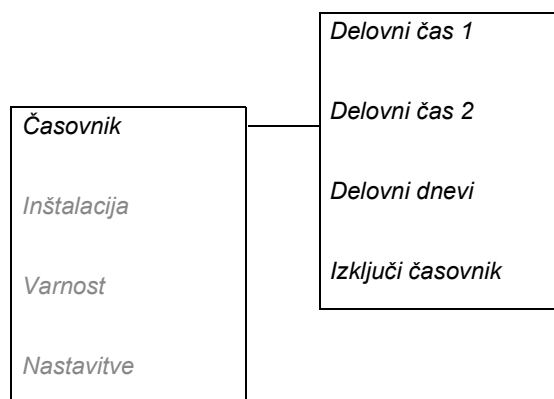 Časovnik
Inštalacija
Varnost
Nastavitve
Delovni čas 1
Delovni čas 2
Delovni dnevi
Izključi časovnik